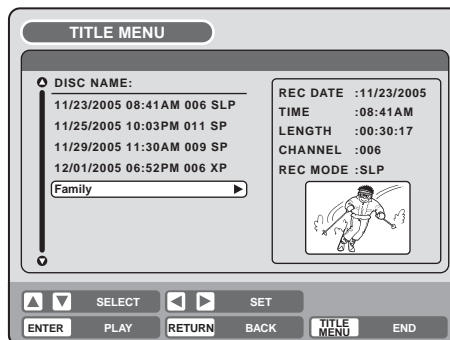 TITLE MENU
DISC NAME:
11/23/2005 08:41AM 006 SLP
11/25/2005 10:03PM 011 SP
11/29/2005 11:30AM 009 SP
12/01/2005 06:52PM 006 XP
Family
REC DATE :11/23/2005
TIME :08:41AM
LENGTH :00:30:17
CHANNEL :006
REC MODE :SLP
SELECT SET
ENTER PLAY RETURN BACK TITLE MENU END